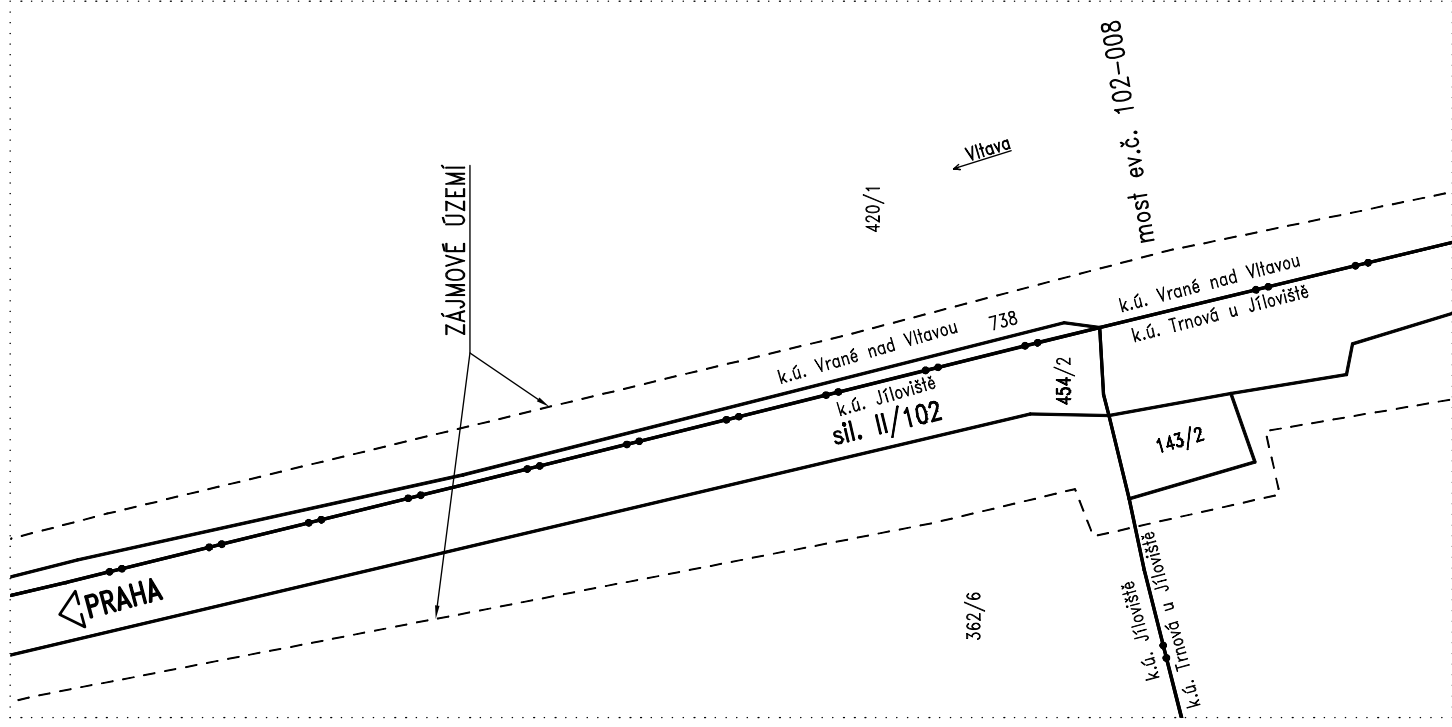 most ev.č. 102-008
Vltava
420/1
ZÁJMOVÉ ÚZEMÍ
k.ú. Vrané nad Vltavou
k.ú. Trnová u Jíloviště
k.ú. Vrané nad Vltavou
738
k.ú. Jíloviště
sil. II/102
454/2
143/2
PRAHA
362/6
k.ú. Jíloviště
k.ú. Trnová u Jíloviště